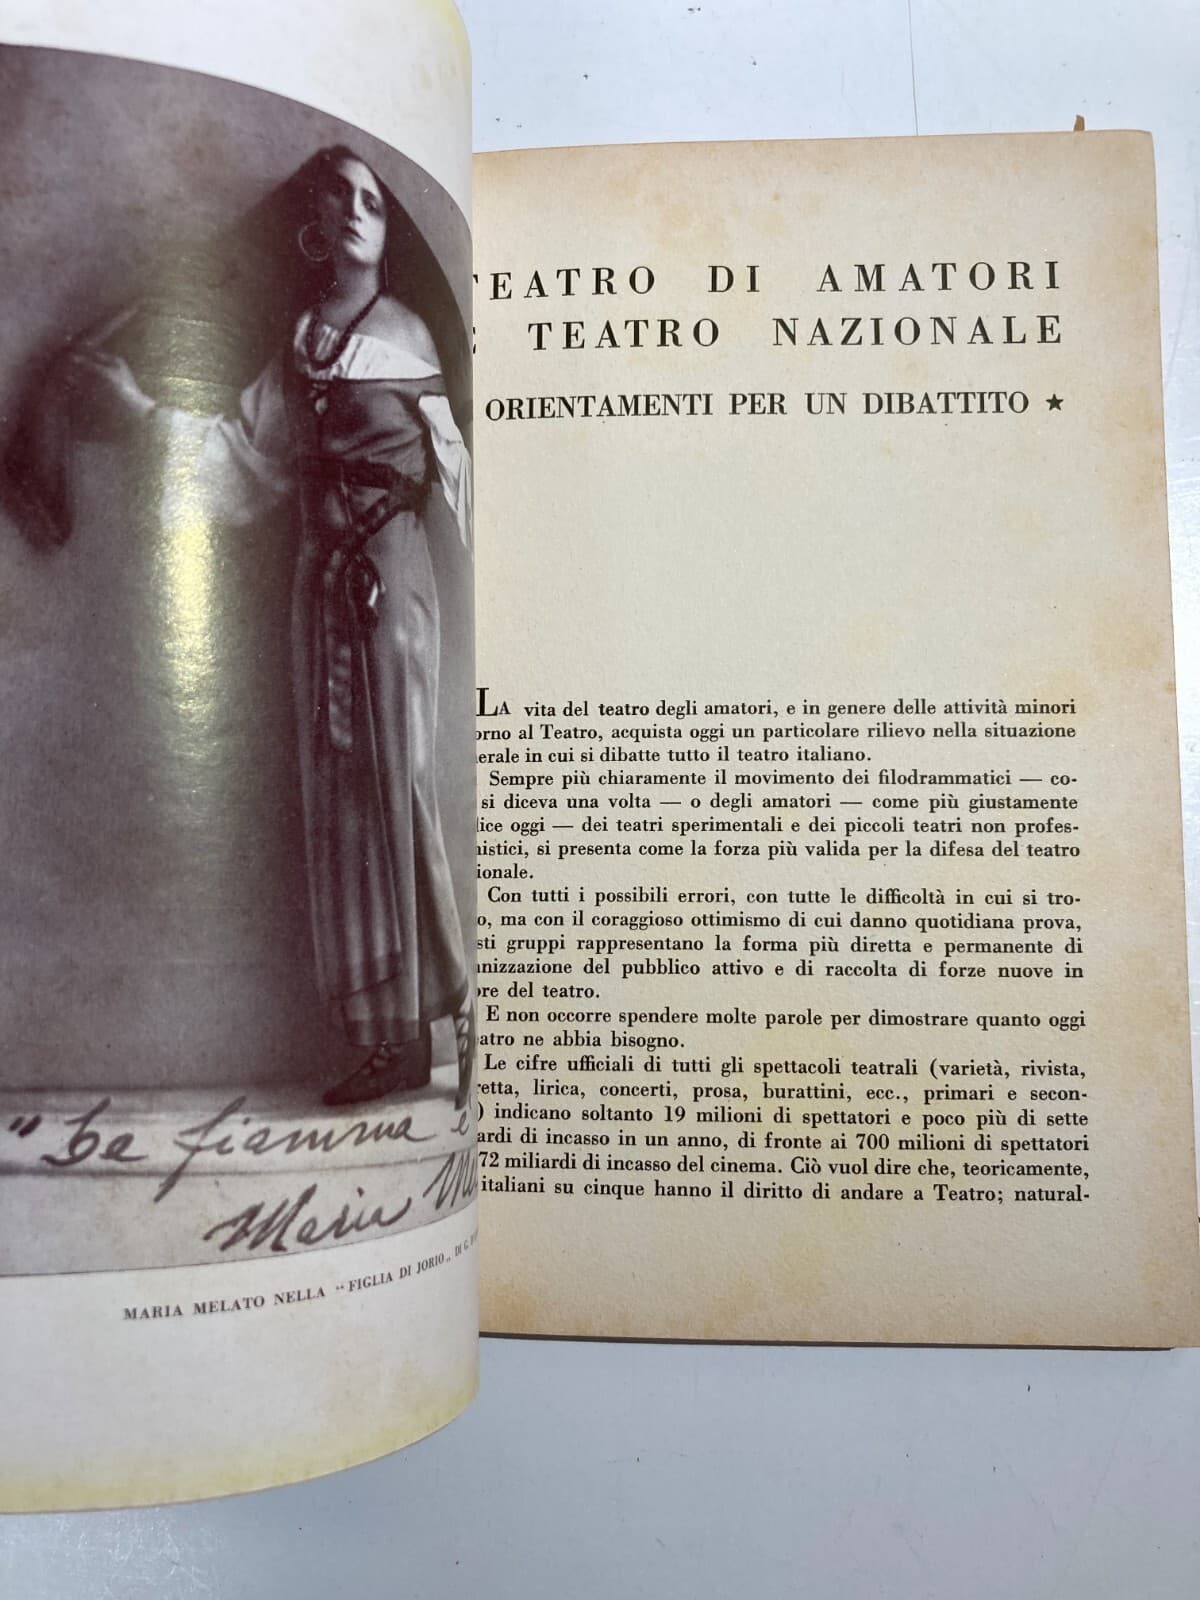 "La fiamma è
Maria
MARIA MELATO NELLA "FIGLIA DI JORIO" DI G.
TEATRO DI AMATORI
E TEATRO NAZIONALE
ORIENTAMENTI PER UN DIBATTITO ★
LA vita del teatro degli amatori, e in genere delle attività minori
orno al Teatro, acquista oggi un particolare rilievo nella situazione
erale in cui si dibatte tutto il teatro italiano.
Sempre più chiaramente il movimento dei filodrammatici — co-
si diceva una volta — o degli amatori — come più giustamente
dice oggi — dei teatri sperimentali e dei piccoli teatri non profes-
nistici, si presenta come la forza più valida per la difesa del teatro
ionale.
Con tutti i possibili errori, con tutte le difficoltà in cui si tro-
o, ma con il coraggioso ottimismo di cui danno quotidiana prova,
sti gruppi rappresentano la forma più diretta e permanente di
anizzazione del pubblico attivo e di raccolta di forze nuove in
ore del teatro.
E non occorre spendere molte parole per dimostrare quanto oggi
eatro ne abbia bisogno.
Le cifre ufficiali di tutti gli spettacoli teatrali (varietà, rivista,
retta, lirica, concerti, prosa, burattini, ecc., primari e secon-
) indicano soltanto 19 milioni di spettatori e poco più di sette
ardi di incasso in un anno, di fronte ai 700 milioni di spettatori
72 miliardi di incasso del cinema. Ciò vuol dire che, teoricamente,
italiani su cinque hanno il diritto di andare a Teatro; natural-